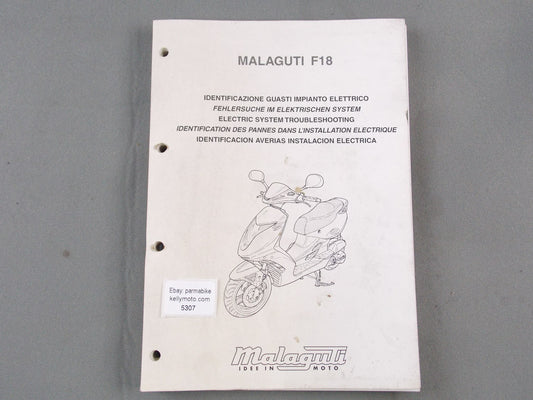 MALAGUTI F18
IDENTIFICAZIONE GUASTI IMPIANTO ELETTRICO
FEHLERSUCHE IM ELEKTRISCHEN SYSTEM
ELECTRIC SYSTEM TROUBLESHOOTING
IDENTIFICATION DES PANNES DANS L'INSTALLATION ELECTRIQUE
IDENTIFICACION AVERIAS INSTALACION ELECTRICA
Ebay parmabike
kellymoto.com
5307
Malaguti
IDEE IN MOTO